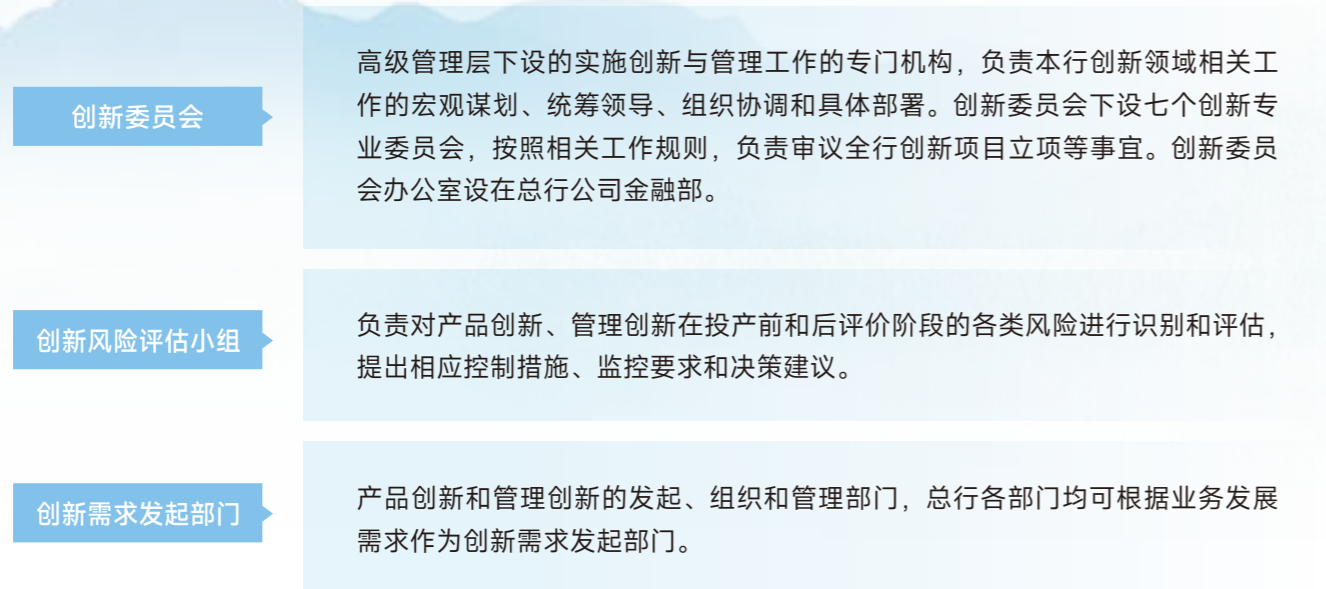 创新委员会
高级管理层下设的实施创新与管理工作的专门机构，负责本行创新领域相关工
作的宏观谋划、统筹领导、组织协调和具体部署。创新委员会下设七个创新专
业委员会，按照相关工作规则，负责审议全行创新项目立项等事宜。创新委员
会办公室设在总行公司金融部。
创新风险评估小组
负责对产品创新、管理创新在投产前和后评价阶段的各类风险进行识别和评估，
提出相应控制措施、监控要求和决策建议。
创新需求发起部门
产品创新和管理创新的发起、组织和管理部门，总行各部门均可根据业务发展
需求作为创新需求发起部门。